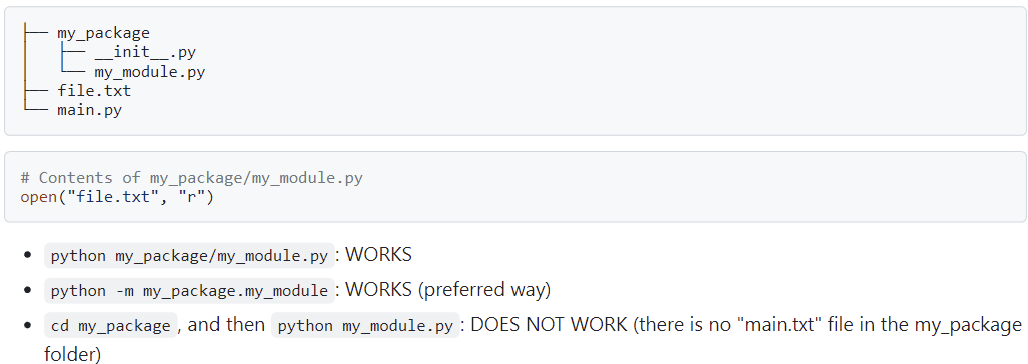 ├── my_package
│   ├── __init__.py
│   └── my_module.py
├── file.txt
└── main.py
# Contents of my_package/my_module.py
open("file.txt", "r")
• python my_package/my_module.py: WORKS
• python -m my_package.my_module: WORKS (preferred way)
• cd my_package, and then python my_module.py: DOES NOT WORK (there is no "main.txt" file in the my_package
folder)